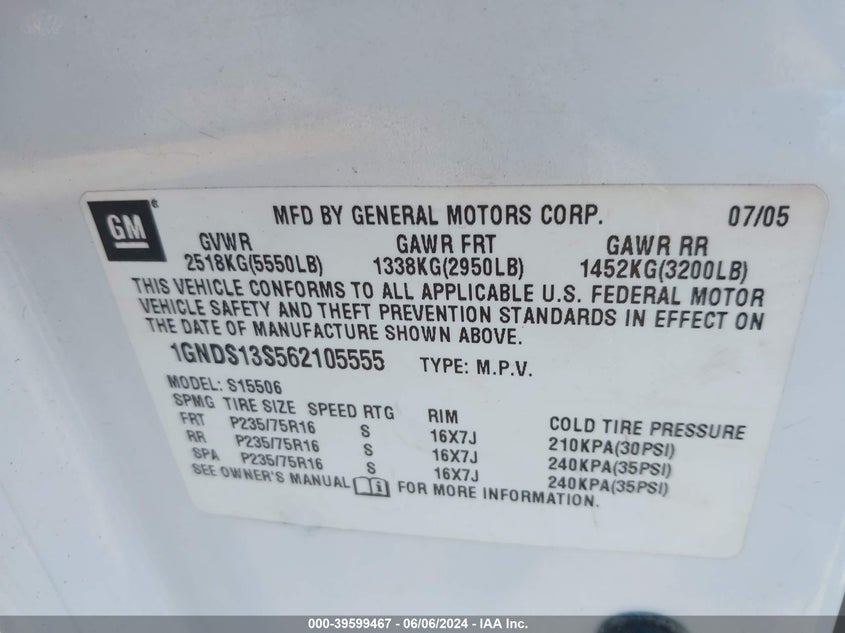 GM ®
MFD BY GENERAL MOTORS CORP. 07/05
GVWR GAWR FRT GAWR RR
2518KG(5550LB) 1338KG(2950LB) 1452KG(3200LB)
THIS VEHICLE CONFORMS TO ALL APPLICABLE U.S. FEDERAL MOTOR
VEHICLE SAFETY AND THEFT PREVENTION STANDARDS IN EFFECT ON
THE DATE OF MANUFACTURE SHOWN ABOVE.
1GNDS13S562105555 TYPE: M.P.V.
MODEL: S15506
SPMG TIRE SIZE SPEED RTG RIM COLD TIRE PRESSURE
FRT P235/75R16 S 16X7J 210KPA(30PSI)
RR P235/75R16 S 16X7J 240KPA(35PSI)
SPA P235/75R16 S 16X7J 240KPA(35PSI)
SEE OWNER'S MANUAL FOR MORE INFORMATION.
000-39599467 - 06/06/2024 - IAA Inc.